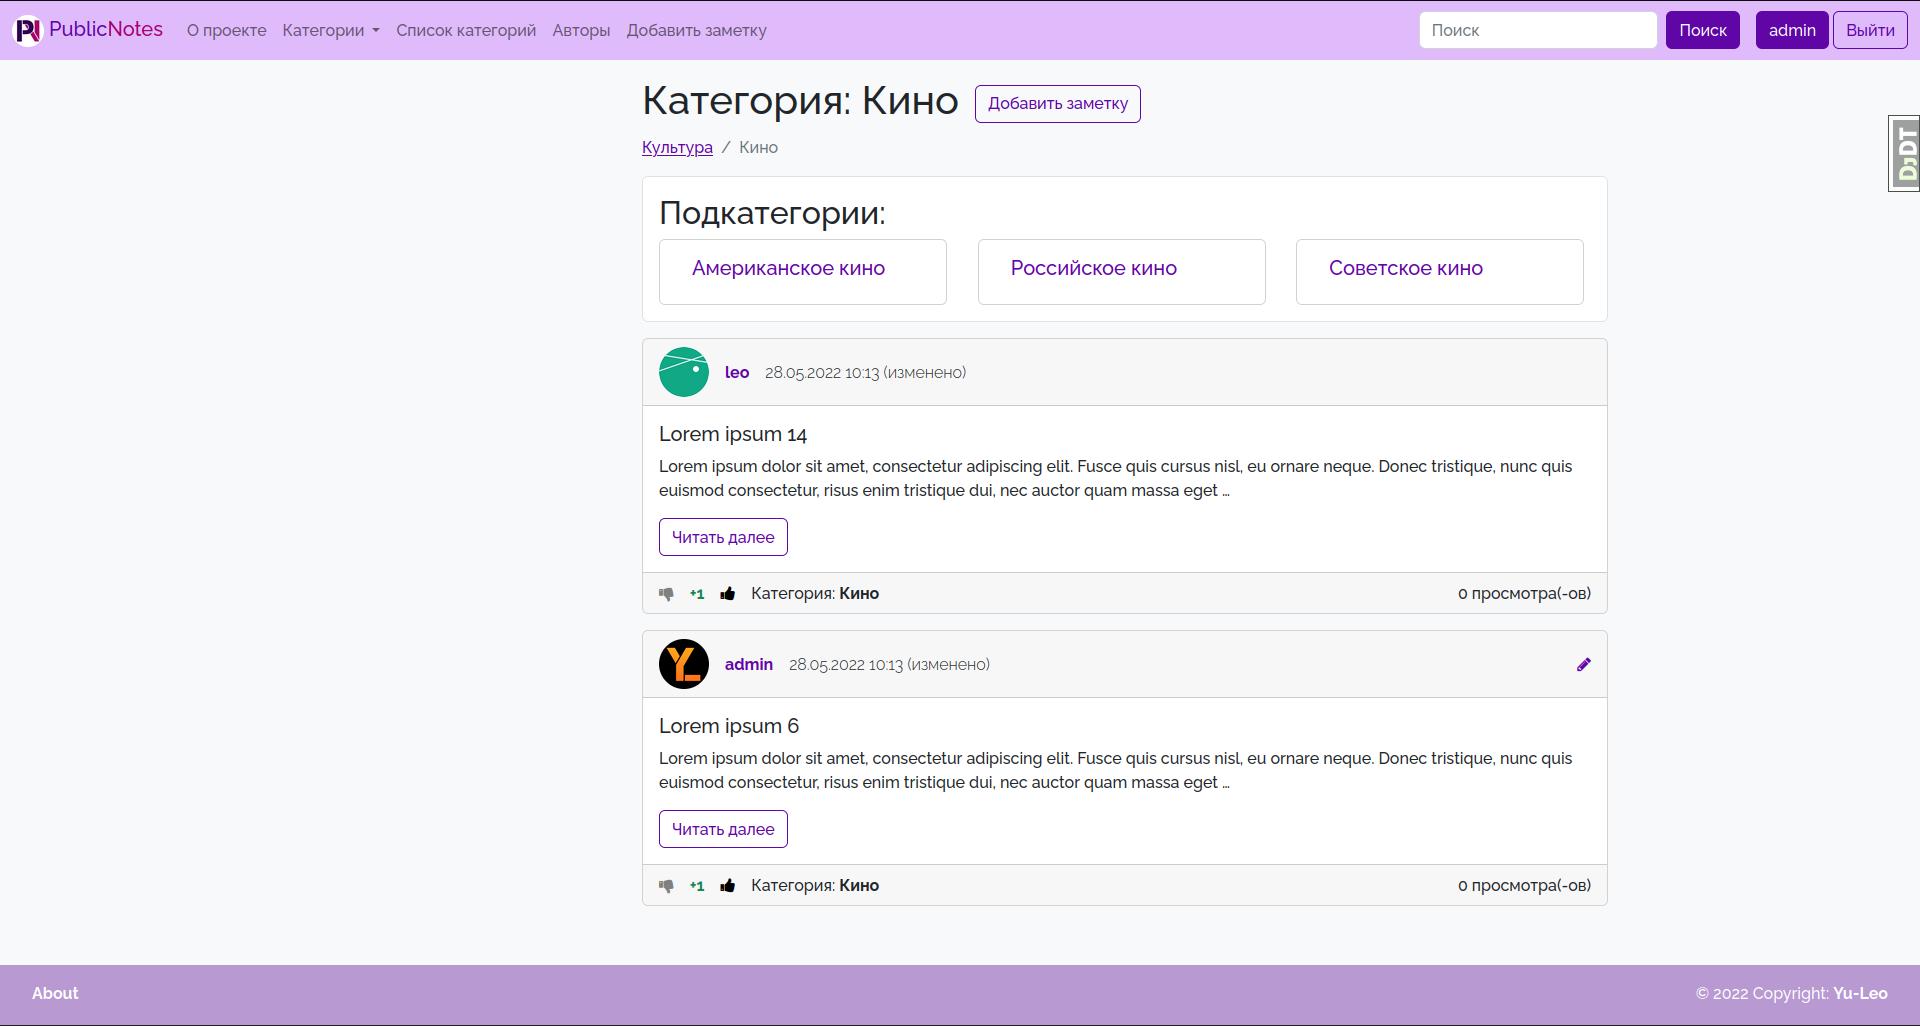 PublicNotes О проекте Категории Список категорий Авторы Добавить заметку Поиск Поиск admin Выйти
Категория: Кино Добавить заметку
Культура / Кино
DjDT
Подкатегории:
Американское кино Российское кино Советское кино
leo 28.05.2022 10:13 (изменено)
Lorem ipsum 14
Lorem ipsum dolor sit amet, consectetur adipiscing elit. Fusce quis cursus nisl, eu ornare neque. Donec tristique, nunc quis
euismod consectetur, risus enim tristique dui, nec auctor quam massa eget …
Читать далее
+1 Категория: Кино 0 просмотра(-ов)
YL
admin 28.05.2022 10:13 (изменено)
Lorem ipsum 6
Lorem ipsum dolor sit amet, consectetur adipiscing elit. Fusce quis cursus nisl, eu ornare neque. Donec tristique, nunc quis
euismod consectetur, risus enim tristique dui, nec auctor quam massa eget …
Читать далее
+1 Категория: Кино 0 просмотра(-ов)
About © 2022 Copyright: Yu-Leo